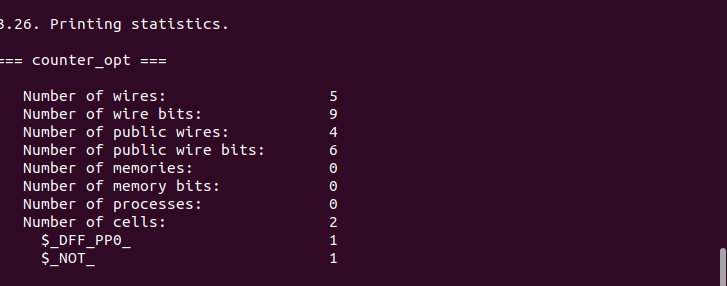 3.26. Printing statistics.
=== counter_opt ===
Number of wires: 5
Number of wire bits: 9
Number of public wires: 4
Number of public wire bits: 6
Number of memories: 0
Number of memory bits: 0
Number of processes: 0
Number of cells: 2
$_DFF_PP0_ 1
$_NOT_ 1